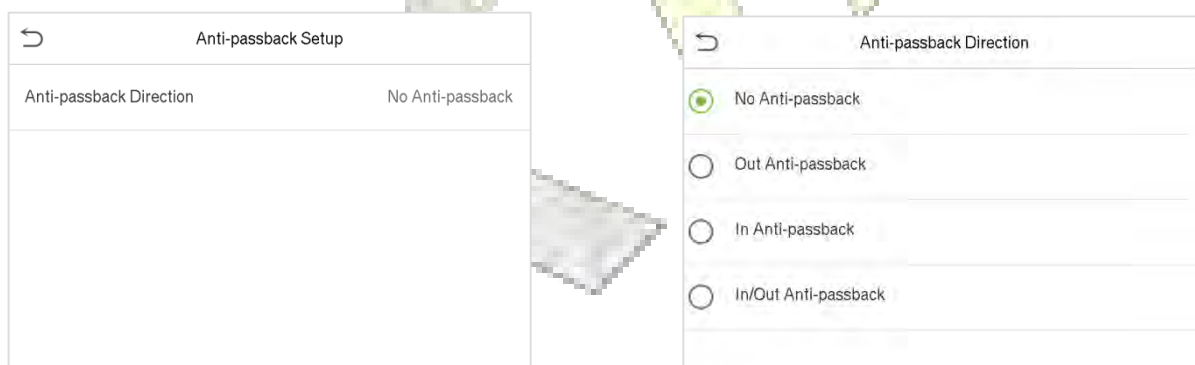 Anti-passback Setup
Anti-passback Direction No Anti-passback
Anti-passback Direction
No Anti-passback
Out Anti-passback
In Anti-passback
In/Out Anti-passback